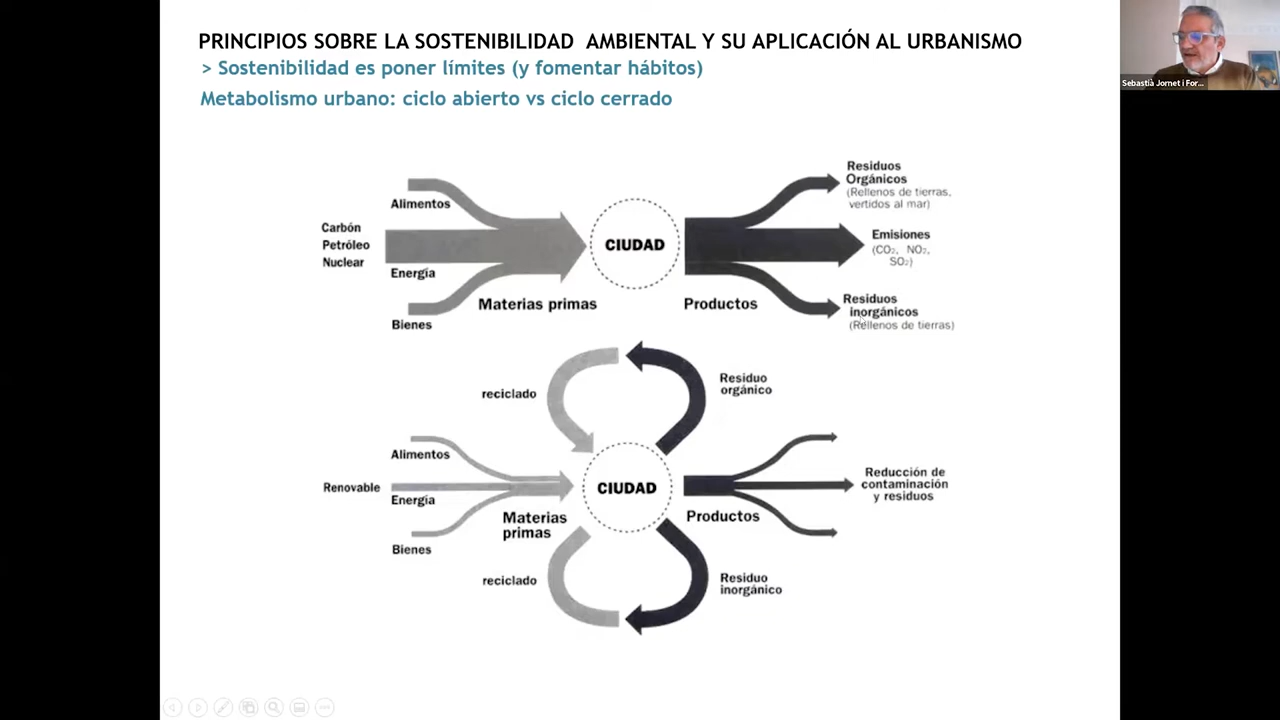 PRINCIPIOS SOBRE LA SOSTENIBILIDAD AMBIENTAL Y SU APLICACIÓN AL URBANISMO
> Sostenibilidad es poner límites (y fomentar hábitos)
Metabolismo urbano: ciclo abierto vs ciclo cerrado
Sebastià Jornet i For...
Alimentos
Carbón
Petróleo
Nuclear
Energía
Bienes
Materias primas
CIUDAD
Productos
Residuos
Orgánicos
(Rellenos de tierras,
vertidos al mar)
Emisiones
(CO₂, NO₂,
SO₂)
Residuos
inorgánicos
(Rellenos de tierras)
reciclado
Residuo
orgánico
Alimentos
Renovable
Energía
Bienes
Materias
primas
CIUDAD
Productos
Reducción de
contaminación
y residuos
reciclado
Residuo
inorgánico